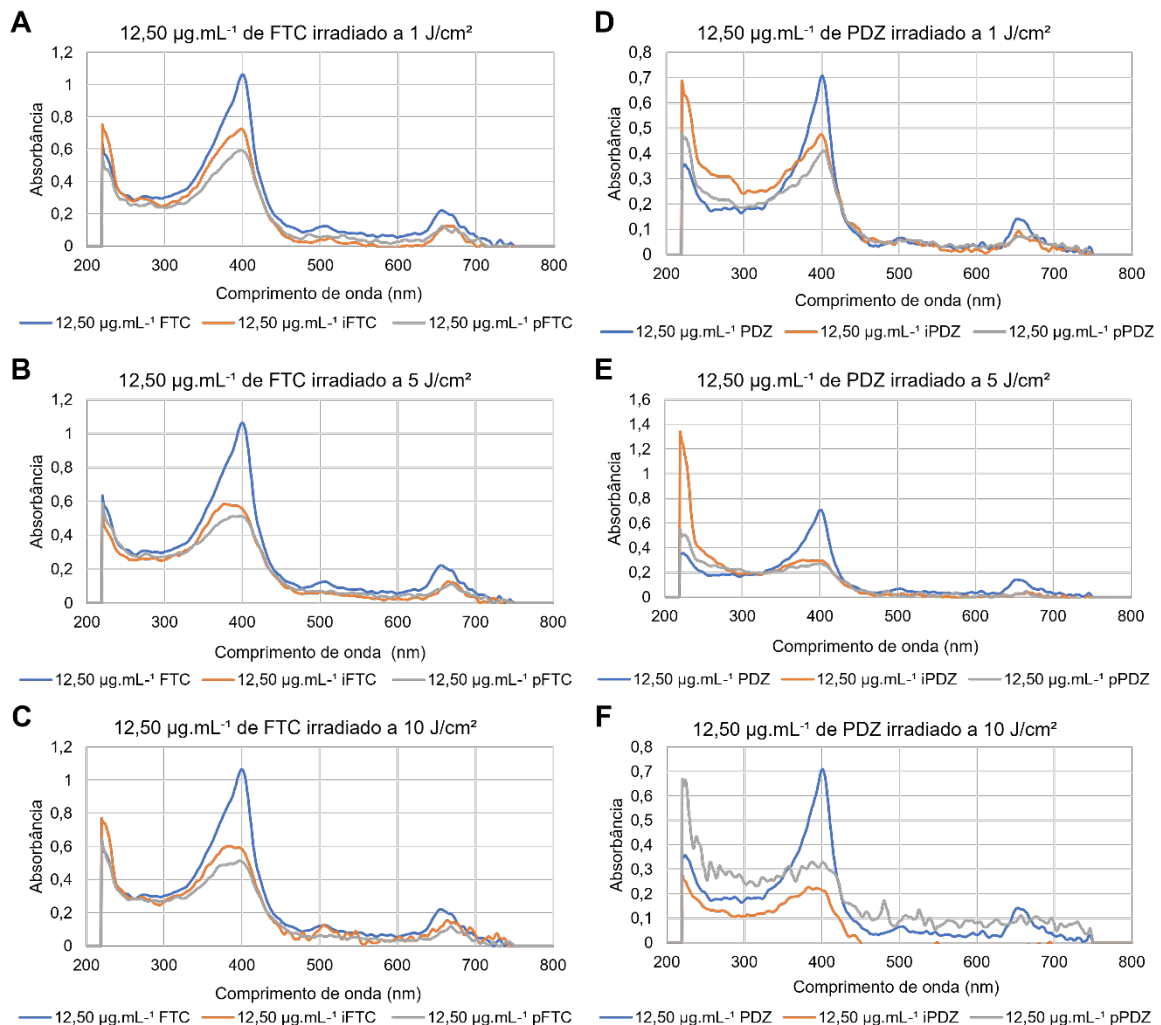 A
12,50 µg.mL⁻¹ de FTC irradiado a 1 J/cm²
Absorbância
1,2
1
0,8
0,6
0,4
0,2
0
200 300 400 500 600 700 800
Comprimento de onda (nm)
12,50 µg.mL-¹ FTC 12,50 µg.mL-¹ iFTC 12,50 µg.mL-¹ pFTC
B
12,50 µg.mL⁻¹ de FTC irradiado a 5 J/cm²
Absorbância
1,2
1
0,8
0,6
0,4
0,2
0
200 300 400 500 600 700 800
Comprimento de onda (nm)
12,50 µg.mL-¹ FTC 12,50 µg.mL-¹ iFTC 12,50 µg.mL-¹ pFTC
C
12,50 µg.mL⁻¹ de FTC irradiado a 10 J/cm²
Absorbância
1,2
1
0,8
0,6
0,4
0,2
0
200 300 400 500 600 700 800
Comprimento de onda (nm)
12,50 µg.mL-¹ FTC 12,50 µg.mL-¹ iFTC 12,50 µg.mL-¹ pFTC
D
12,50 µg.mL⁻¹ de PDZ irradiado a 1 J/cm²
Absorbância
0,8
0,7
0,6
0,5
0,4
0,3
0,2
0,1
0
200 300 400 500 600 700 800
Comprimento de onda (nm)
12,50 µg.mL-¹ PDZ 12,50 µg.mL-¹ iPDZ 12,50 µg.mL-¹ pPDZ
E
12,50 µg.mL⁻¹ de PDZ irradiado a 5 J/cm²
Absorbância
1,6
1,4
1,2
1
0,8
0,6
0,4
0,2
0
200 300 400 500 600 700 800
Comprimento de onda (nm)
12,50 µg.mL-¹ PDZ 12,50 µg.mL-¹ iPDZ 12,50 µg.mL-¹ pPDZ
F
12,50 µg.mL⁻¹ de PDZ irradiado a 10 J/cm²
Absorbância
0,8
0,7
0,6
0,5
0,4
0,3
0,2
0,1
0
200 300 400 500 600 700 800
Comprimento de onda (nm)
12,50 µg.mL-¹ PDZ 12,50 µg.mL-¹ iPDZ 12,50 µg.mL-¹ pPDZ